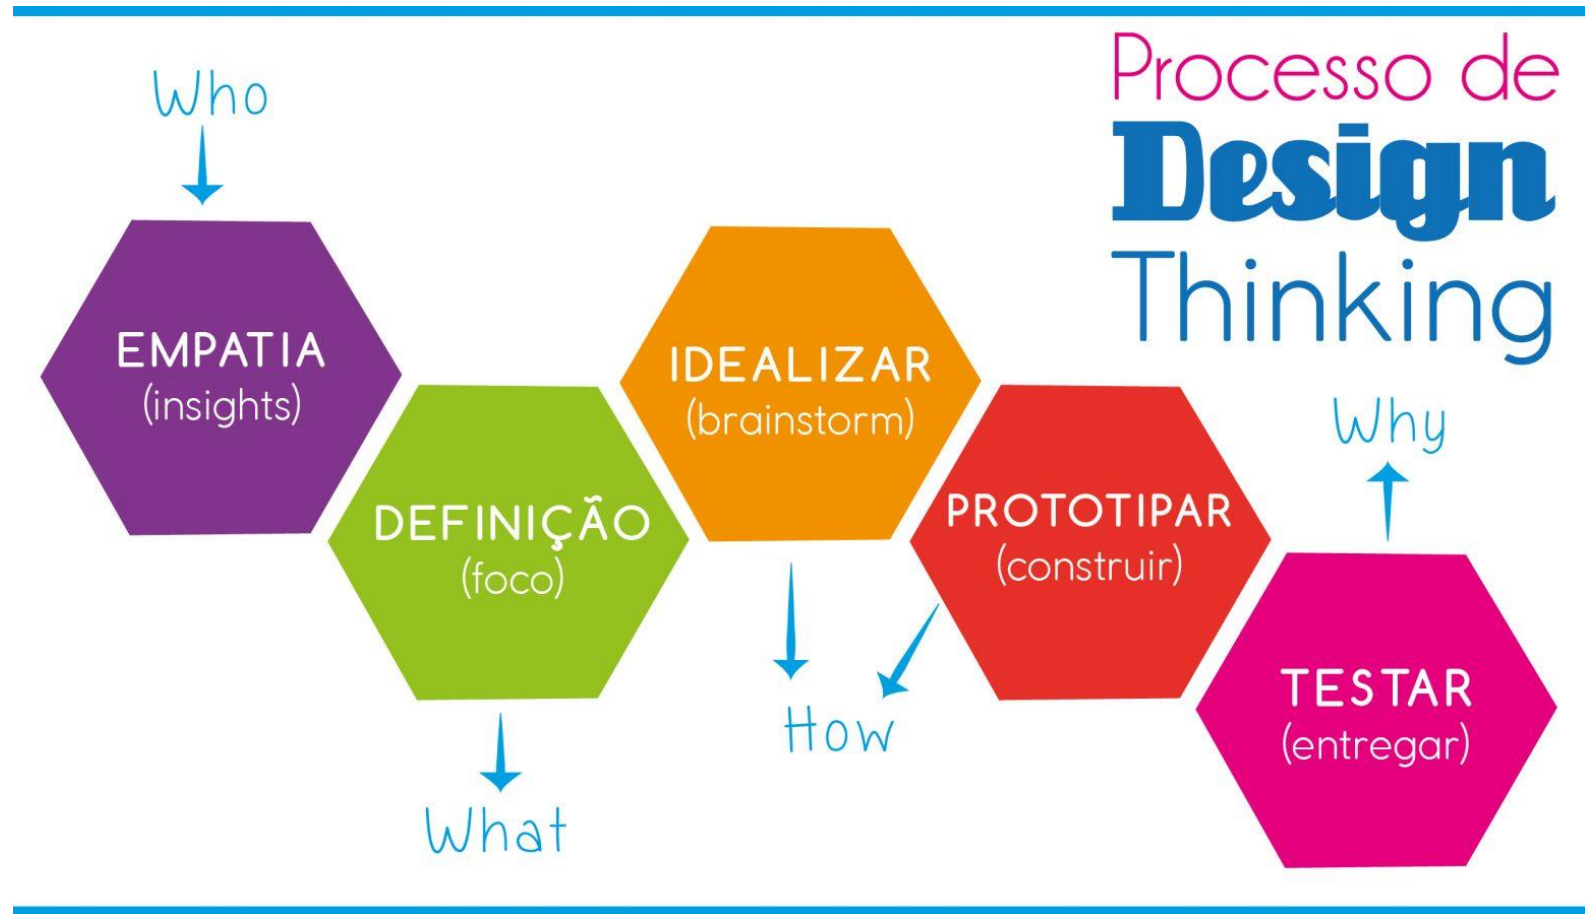 Processo de
Design
Thinking
Who
EMPATIA
(insights)
DEFINIÇÃO
(foco)
What
IDEALIZAR
(brainstorm)
How
PROTOTIPAR
(construir)
Why
TESTAR
(entregar)